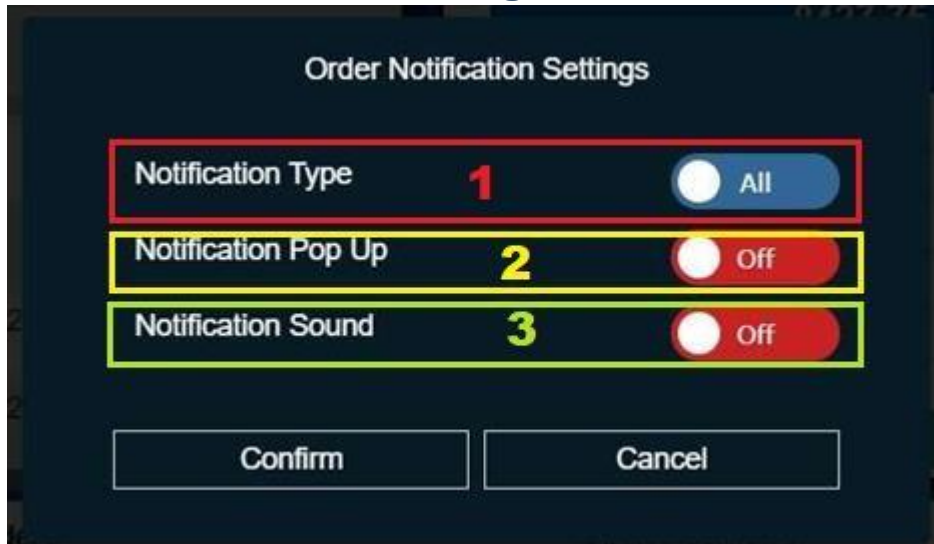 Order Notification Settings
Notification Type 1 All
Notification Pop Up 2 Off
Notification Sound 3 Off
Confirm Cancel